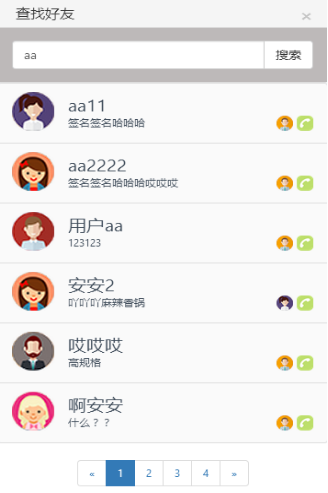 查找好友 ×
aa 搜索
aa11
签名签名哈哈哈
aa2222
签名签名哈哈哈哎哎哎
用户aa
123123
安安2
吖吖吖麻辣香锅
哎哎哎
高规格
啊安安
什么？？
« 1 2 3 4 »